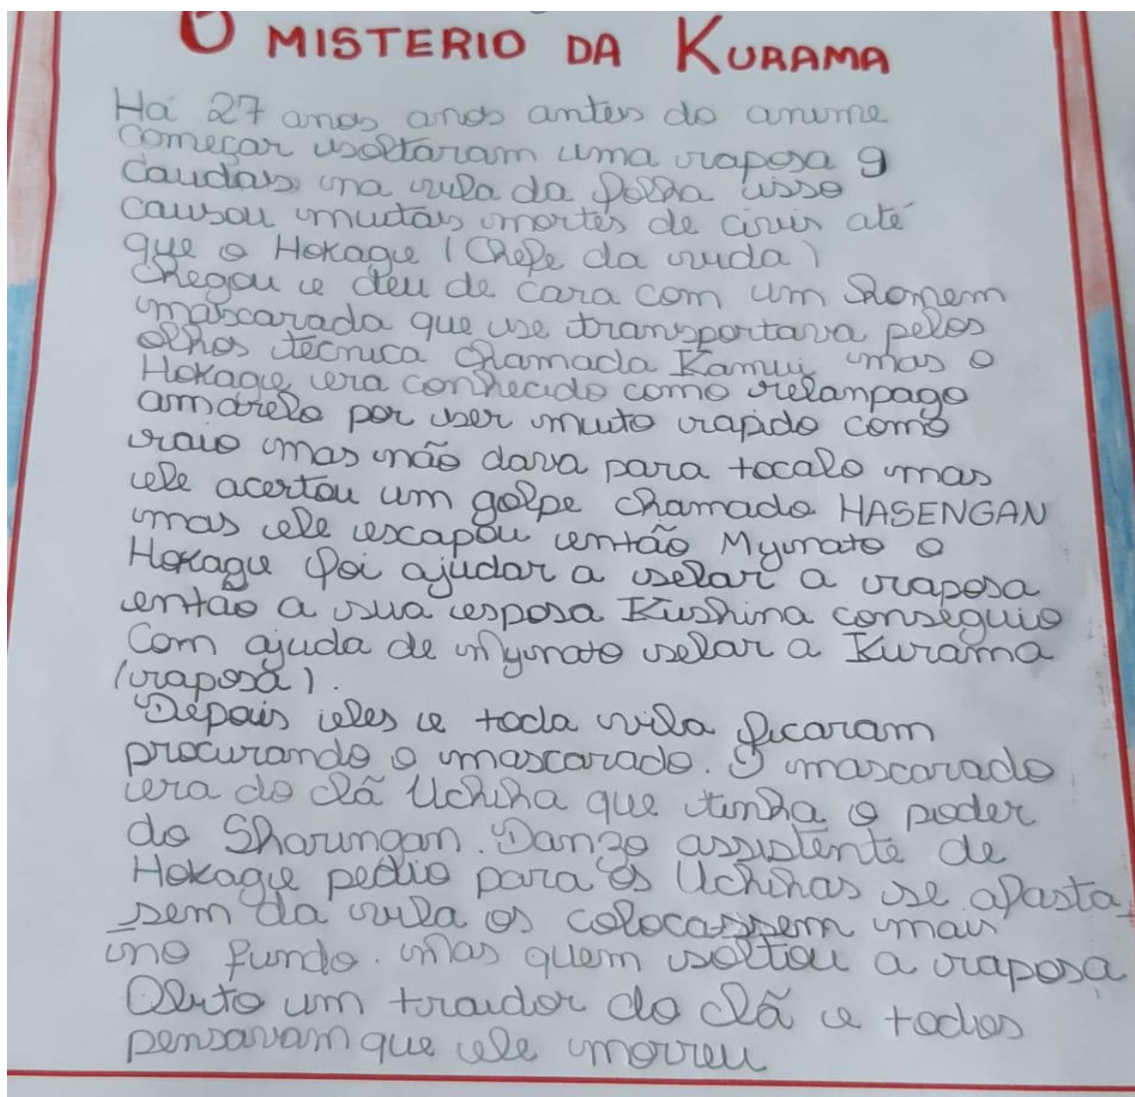 O MISTERIO DA KURAMA
Há 27 anos anos antes do anime
começar soltaram uma raposa 9
caudas na vila da folha isso
causou muitas mortes de civis até
que o Hokage (Chefe da vida)
chegou e deu de cara com um homem
mascarada que se transportava pelos
olhos técnica chamada Kamui mas o
Hokage era conhecido como relampago
amarelo por ser muito rapido como
raio mas não dava para tocalo mas
ele acertou um golpe chamado HASENGAN
mas ele escapou então Mynato o
Hokage foi ajudar a selar a raposa
então a sua esposa Kushina conseguio
com ajuda de Mynato selar a Kurama
(raposa).
Depois eles e toda vila ficaram
procurando o mascarado. O mascarado
era do clã Uchiha que tinha o poder
do Sharingan. Danzo assistente de
Hokage pedio para os Uchihas se afasta
sem da vila os colocassem mais
no fundo. mas quem soltou a raposa
Obito um traidor do clã e todos
pensavam que ele morreu